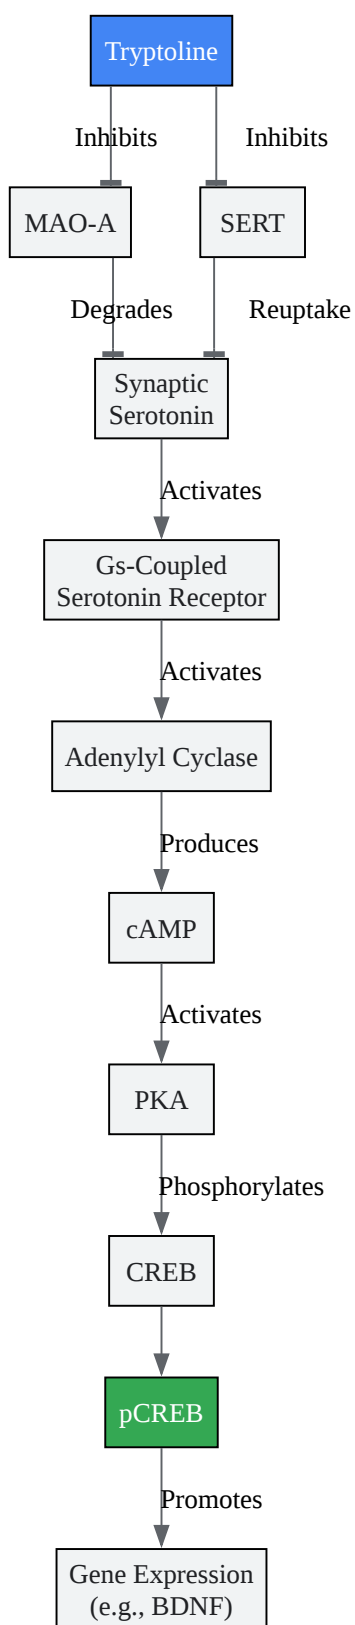 Tryptoline
Inhibits
Inhibits
MAO-A
SERT
Degrades
Reuptake
Synaptic
Serotonin
Activates
Gs-Coupled
Serotonin Receptor
Activates
Adenylyl Cyclase
Produces
cAMP
Activates
PKA
Phosphorylates
CREB
pCREB
Promotes
Gene Expression
(e.g., BDNF)